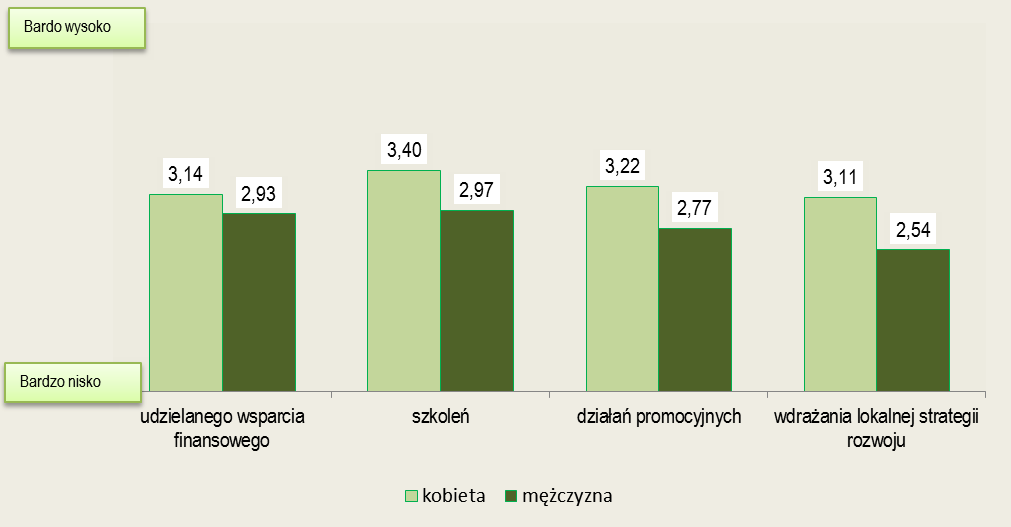 Bardo wysoko
3,14
2,93
3,40
2,97
3,22
2,77
3,11
2,54
Bardzo nisko
udzielanego wsparcia
finansowego
szkoleń
działań promocyjnych
wdrażania lokalnej strategii
rozwoju
kobieta
mężczyzna